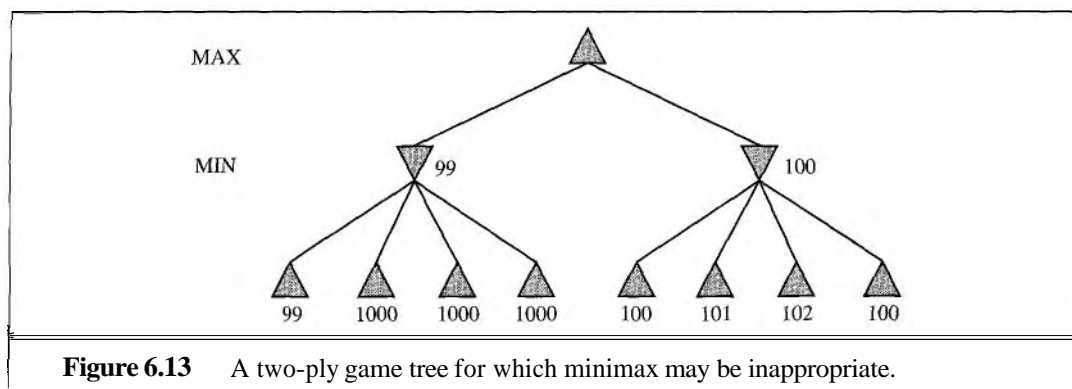 MAX
MIN
99
100
99 1000 1000 1000 100 101 102 100
Figure 6.13 A two-ply game tree for which minimax may be inappropriate.